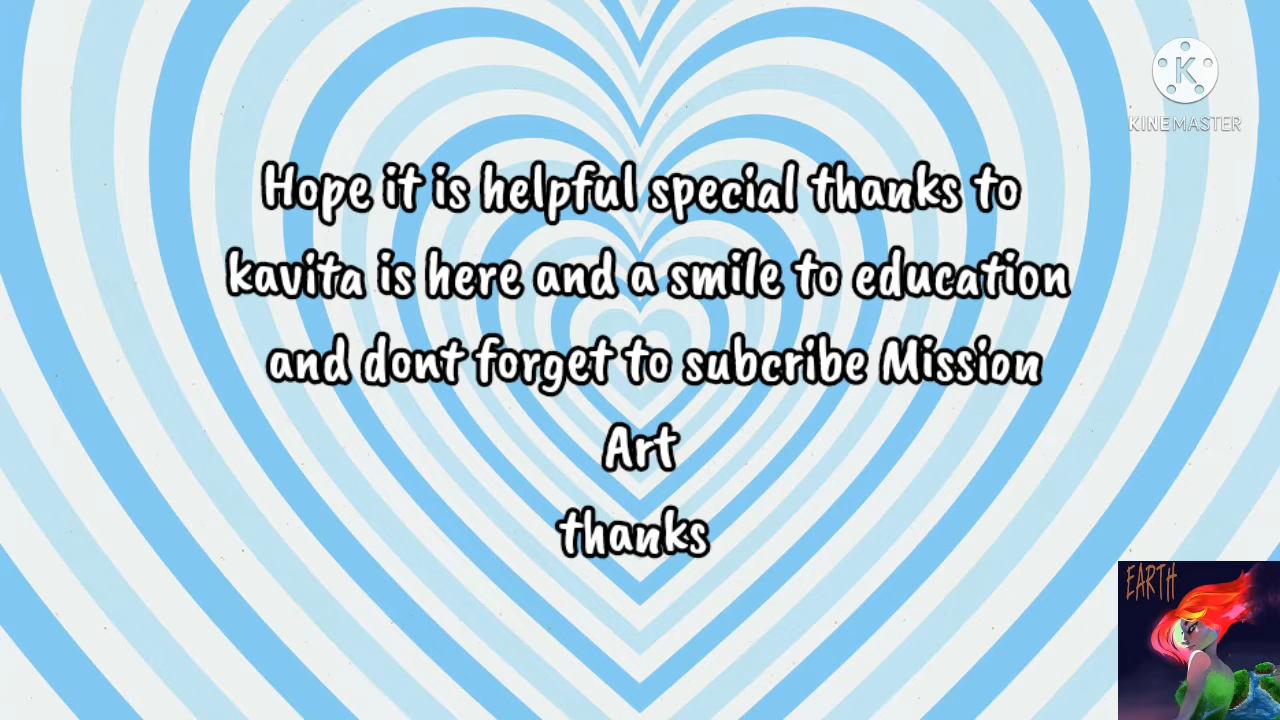 KINEMASTER
Hope it is helpful special thanks to
kavita is here and a smile to education
and dont forget to subcribe Mission
Art
thanks
EARTH